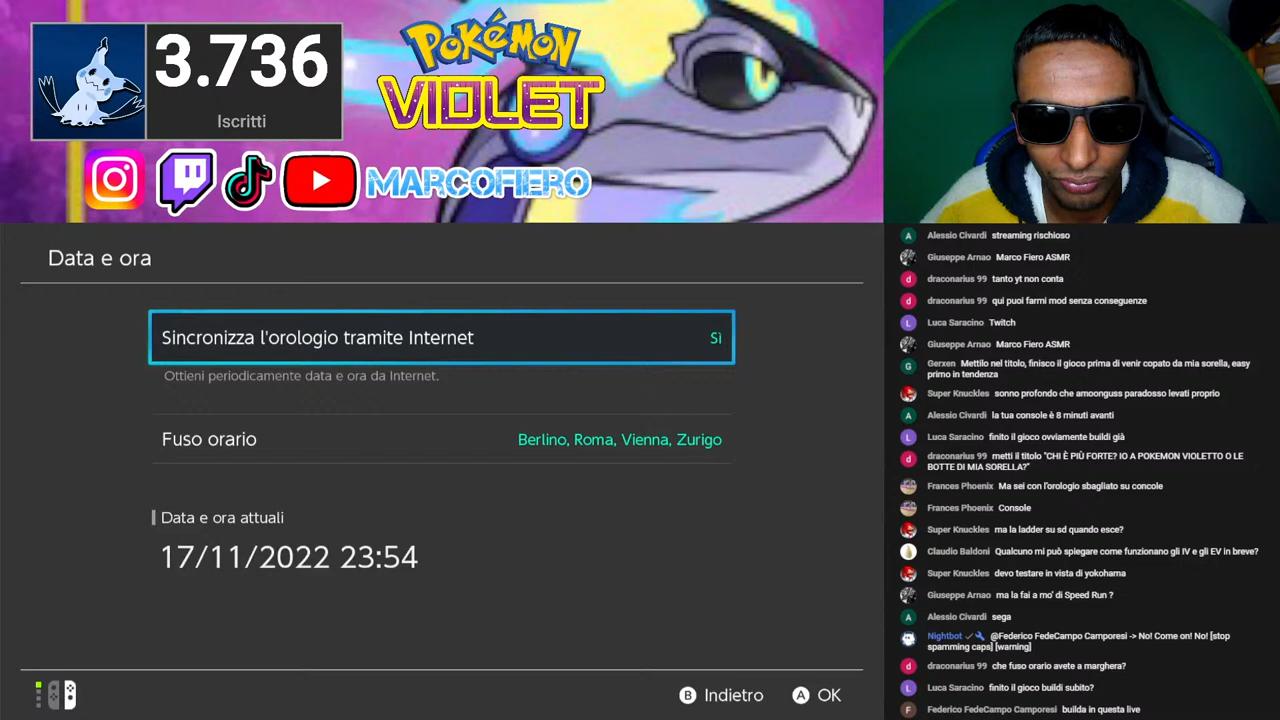 3.736
Iscritti
POKéMON
VIOLET
MARCOFIERO
Data e ora
Sincronizza l'orologio tramite Internet Sì
Ottieni periodicamente data e ora da Internet.
Fuso orario Berlino, Roma, Vienna, Zurigo
Data e ora attuali
17/11/2022 23:54
B Indietro A OK
A Alessio Civardi streaming rischioso
Giuseppe Arnao Marco Fiero ASMR
d draconarius 99 tanto yt non conta
d draconarius 99 qui puoi farmi mod senza conseguenze
L Luca Saracino Twitch
Giuseppe Arnao Marco Fiero ASMR
G Gerxen Mettilo nel titolo, finisco il gioco prima di venir copato da mia sorella, easy
primo in tendenza
Super Knuckles sonno profondo che amoonguss paradosso levati proprio
A Alessio Civardi la tua console è 8 minuti avanti
L Luca Saracino finito il gioco ovviamente buildi già
d draconarius 99 metti il titolo "CHI È PIÙ FORTE? IO A POKEMON VIOLETTO O LE
BOTTE DI MIA SORELLA?"
Frances Phoenix Ma sei con l'orologio sbagliato su concole
Frances Phoenix Console
Super Knuckles ma la ladder su sd quando esce?
Claudio Baldoni Qualcuno mi può spiegare come funzionano gli IV e gli EV in breve?
Super Knuckles devo testare in vista di yokohama
Giuseppe Arnao ma la fai a mo' di Speed Run ?
A Alessio Civardi sega
Nightbot @Federico FedeCampo Camporesi -> No! Come on! No! [stop
spamming caps] [warning]
d draconarius 99 che fuso orario avete a marghera?
L Luca Saracino finito il gioco buildi subito?
F Federico FedeCampo Camporesi builda in questa live